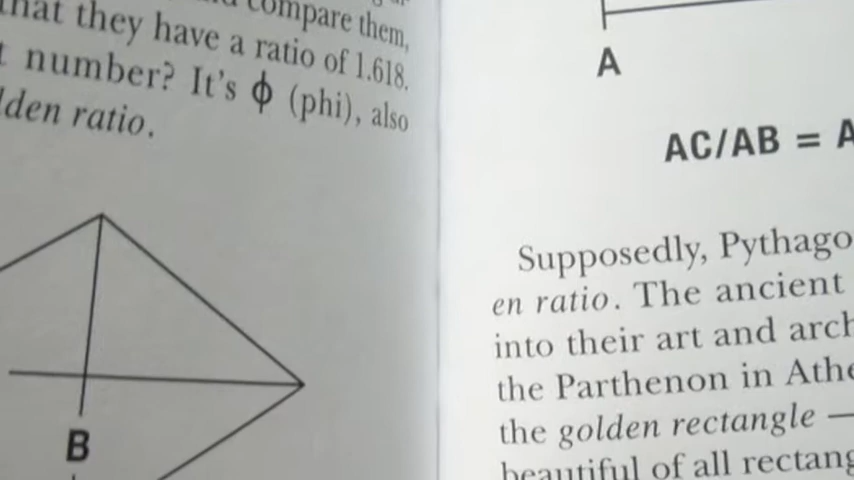 compare them,
that they have a ratio of 1.618.
number? It's ϕ (phi), also
lden ratio.
B
A
AC/AB = A
Supposedly, Pythago
en ratio. The ancient
into their art and arch
the Parthenon in Athe
the golden rectangle —
beautiful of all rectang